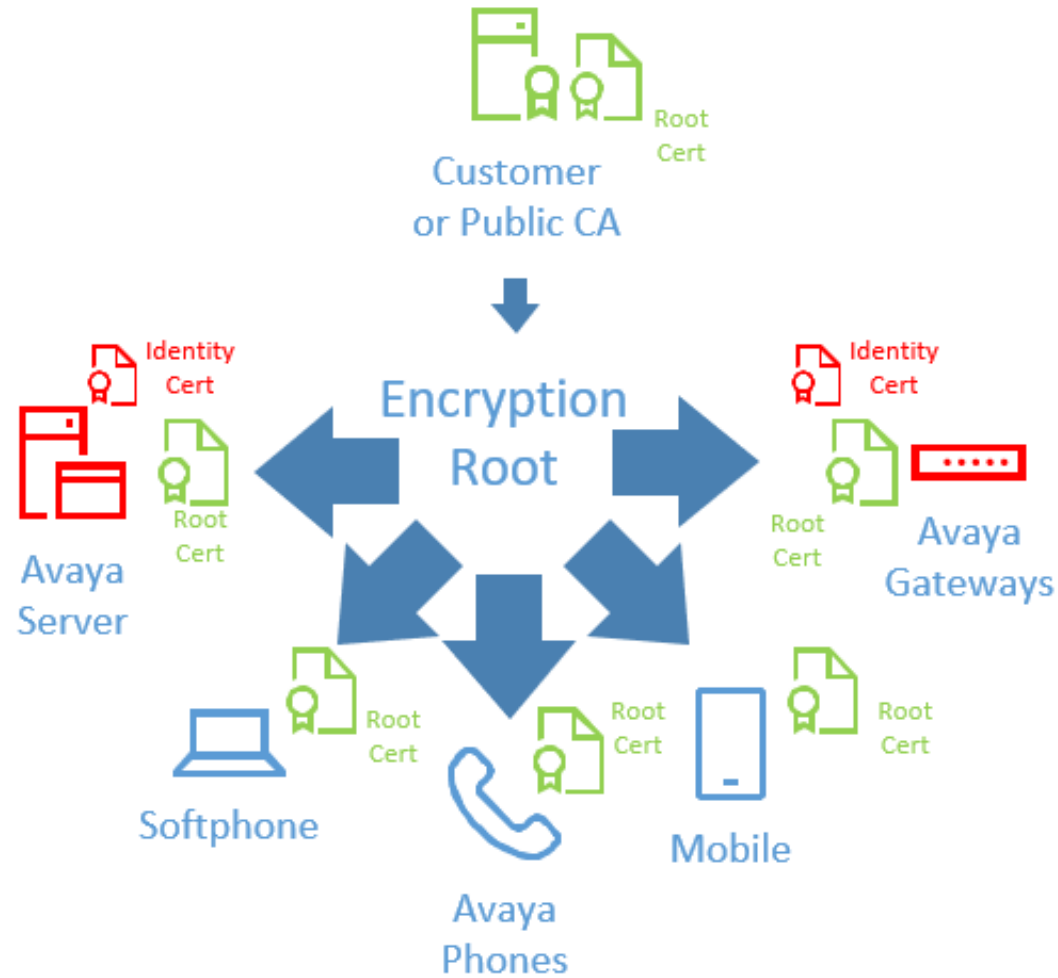 Root
Cert
Customer
or Public CA
Identity
Cert
Identity
Cert
Encryption
Root
Root
Cert
Root
Cert
Avaya
Server
Avaya
Gateways
Root
Cert
Root
Cert
Root
Cert
Softphone
Mobile
Avaya
Phones